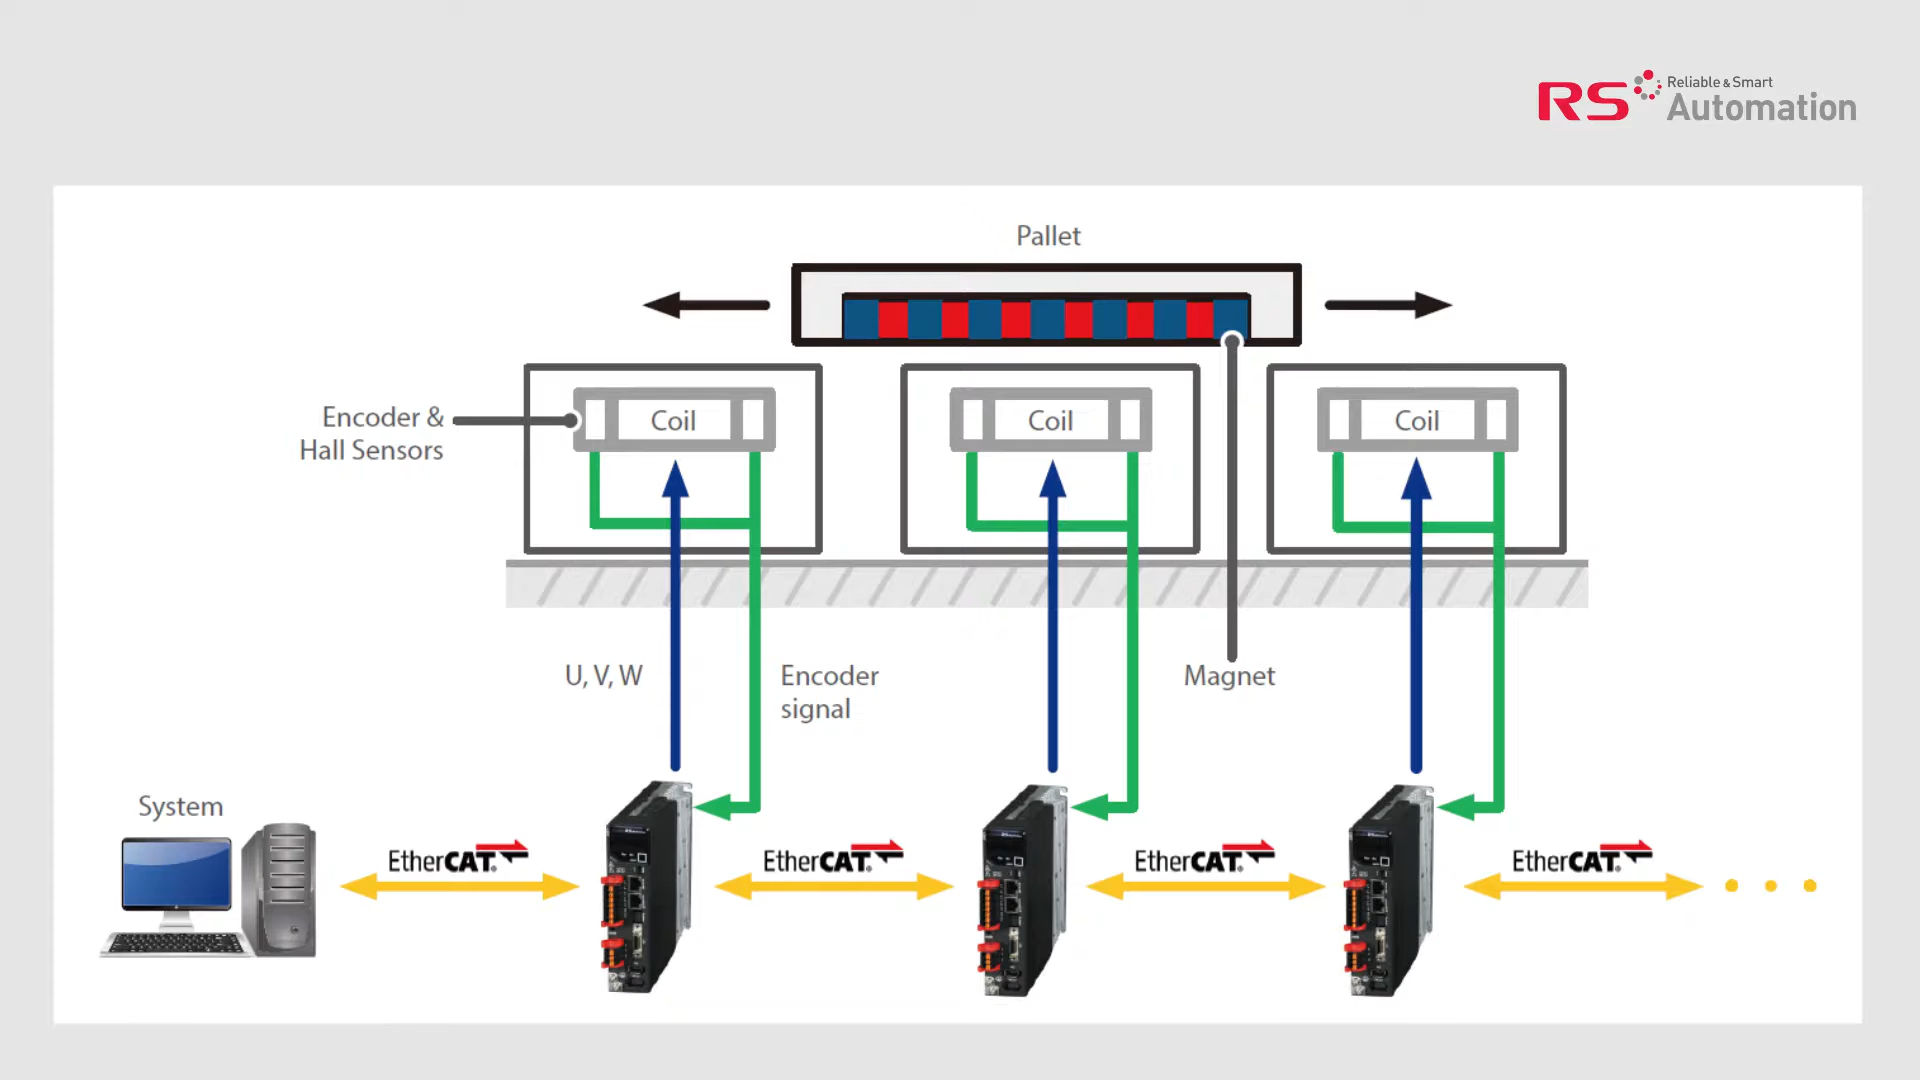 RS Reliable & Smart
Automation
Pallet
Encoder &
Hall Sensors
Coil
Coil
Coil
U, V, W
Encoder
signal
Magnet
System
EtherCAT®
EtherCAT®
EtherCAT®
EtherCAT®